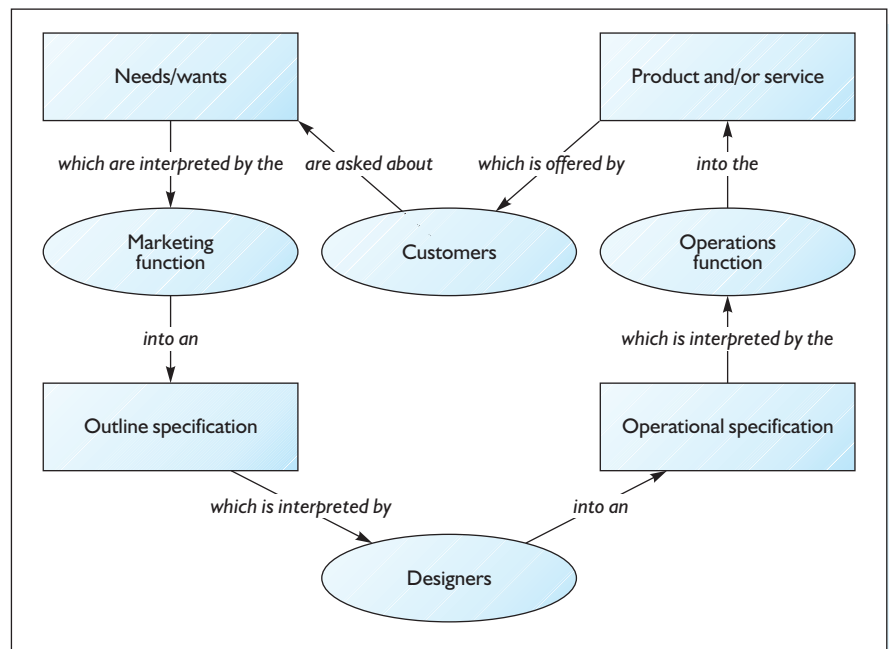 Needs/wants
Product and/or service
which are interpreted by the
are asked about
which is offered by
into the
Marketing
function
Customers
Operations
function
into an
which is interpreted by the
Outline specification
Operational specification
which is interpreted by
into an
Designers